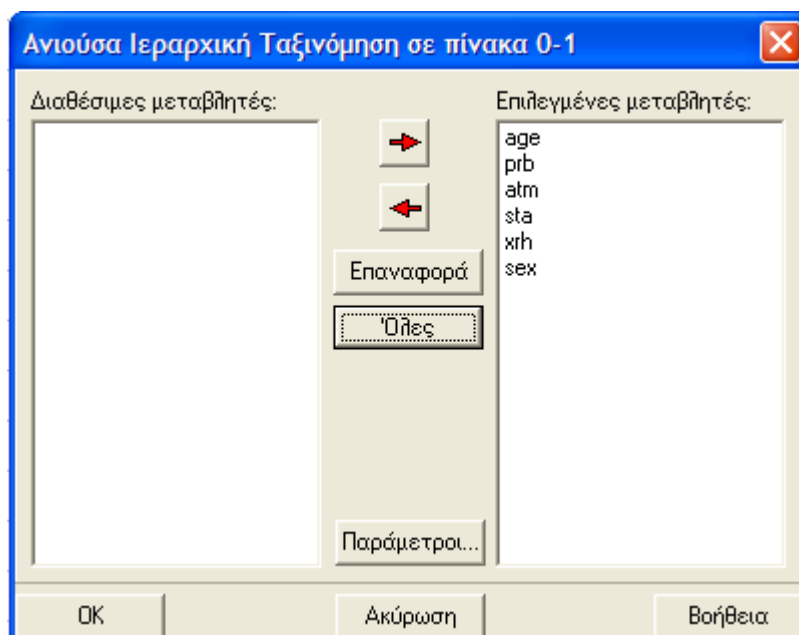 Ανιούσα Ιεραρχική Ταξινόμηση σε πίνακα 0-1
Διαθέσιμες μεταβλητές:
Επιλεγμένες μεταβλητές:
age
prb
atm
sta
xrh
sex
Επαναφορά
Όλες
Παράμετροι...
OK
Ακύρωση
Βοήθεια